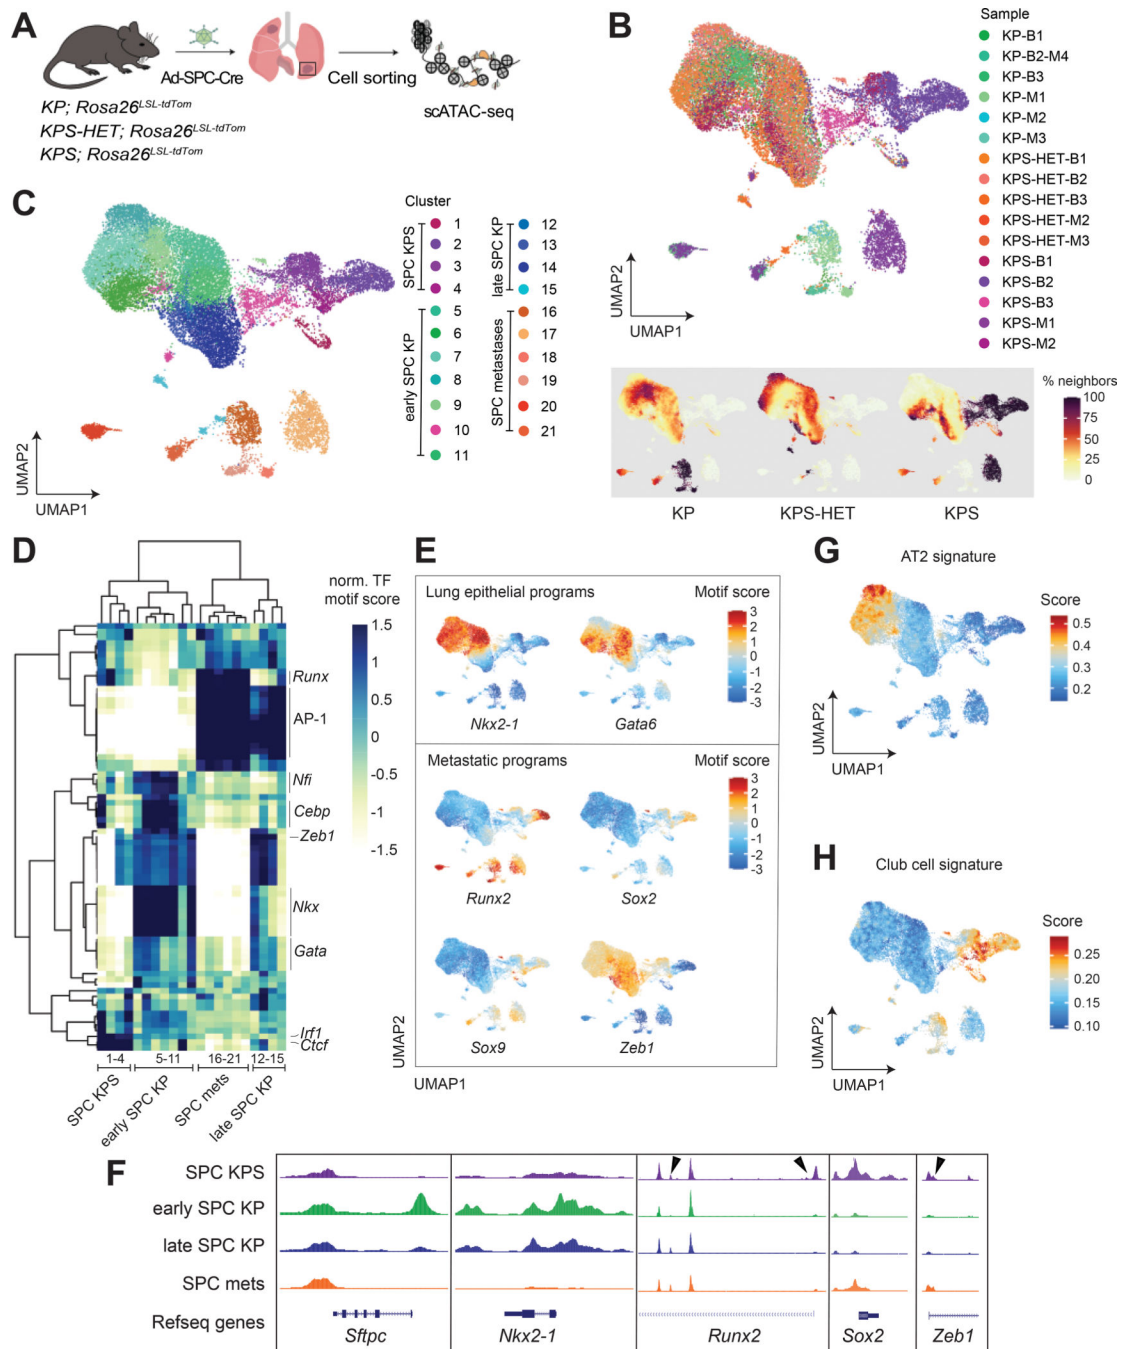 A
Ad-SPC-Cre
Cell sorting
scATAC-seq
KP; Rosa26LSL-tdTom
KPS-HET; Rosa26LSL-tdTom
KPS; Rosa26LSL-tdTom
B
Sample
KP-B1
KP-B2-M4
KP-B3
KP-M1
KP-M2
KP-M3
KPS-HET-B1
KPS-HET-B2
KPS-HET-B3
KPS-HET-M2
KPS-HET-M3
KPS-B1
KPS-B2
KPS-B3
KPS-M1
KPS-M2
UMAP2
UMAP1
% neighbors
100
75
50
25
0
KP
KPS-HET
KPS
C
Cluster
SPC KPS
1
2
3
4
early SPC KP
5
6
7
8
9
10
11
late SPC KP
12
13
14
15
SPC metastases
16
17
18
19
20
21
UMAP2
UMAP1
D
norm. TF
motif score
1.5
1
0.5
0
-0.5
-1
-1.5
Runx
AP-1
Nfi
Cebp
Zeb1
Nkx
Gata
Irf1
Ctcf
1-4
5-11
16-21
12-15
SPC KPS
early SPC KP
SPC mets
late SPC KP
E
Lung epithelial programs
Motif score
3
2
1
0
-1
-2
-3
Nkx2-1
Gata6
Metastatic programs
Motif score
3
2
1
0
-1
-2
-3
Runx2
Sox2
Sox9
Zeb1
UMAP2
UMAP1
G
AT2 signature
Score
0.5
0.4
0.3
0.2
UMAP2
UMAP1
H
Club cell signature
Score
0.25
0.20
0.15
0.10
UMAP2
UMAP1
F
SPC KPS
early SPC KP
late SPC KP
SPC mets
Refseq genes
Sftpc
Nkx2-1
Runx2
Sox2
Zeb1